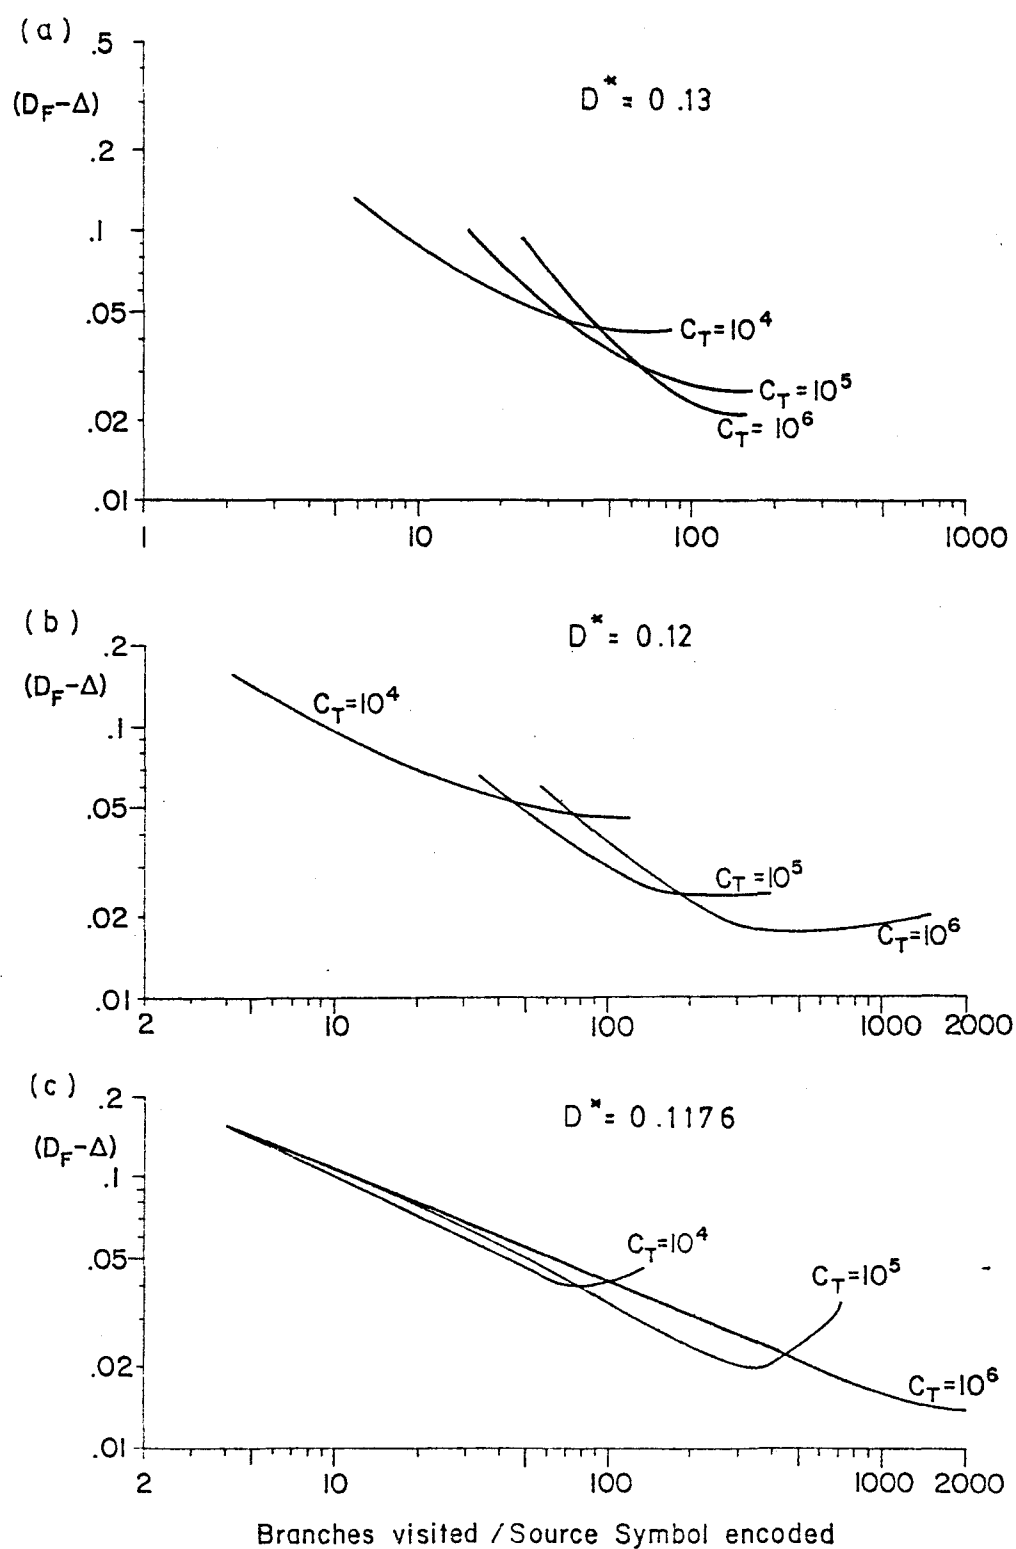 (a)
.5
(D_F-Δ)
D* = 0.13
.2
.1
.05
C_T=10^4
C_T=10^5
.02
C_T=10^6
.01
1 10 100 1000
(b)
D* = 0.12
.2
(D_F-Δ)
C_T=10^4
.1
.05
C_T=10^5
.02
C_T=10^6
.01
2 10 100 1000 2000
(c)
.2
D* = 0.1176
(D_F-Δ)
.1
C_T=10^4
.05
C_T=10^5
.02
C_T=10^6
.01
2 10 100 1000 2000
Branches visited / Source Symbol encoded